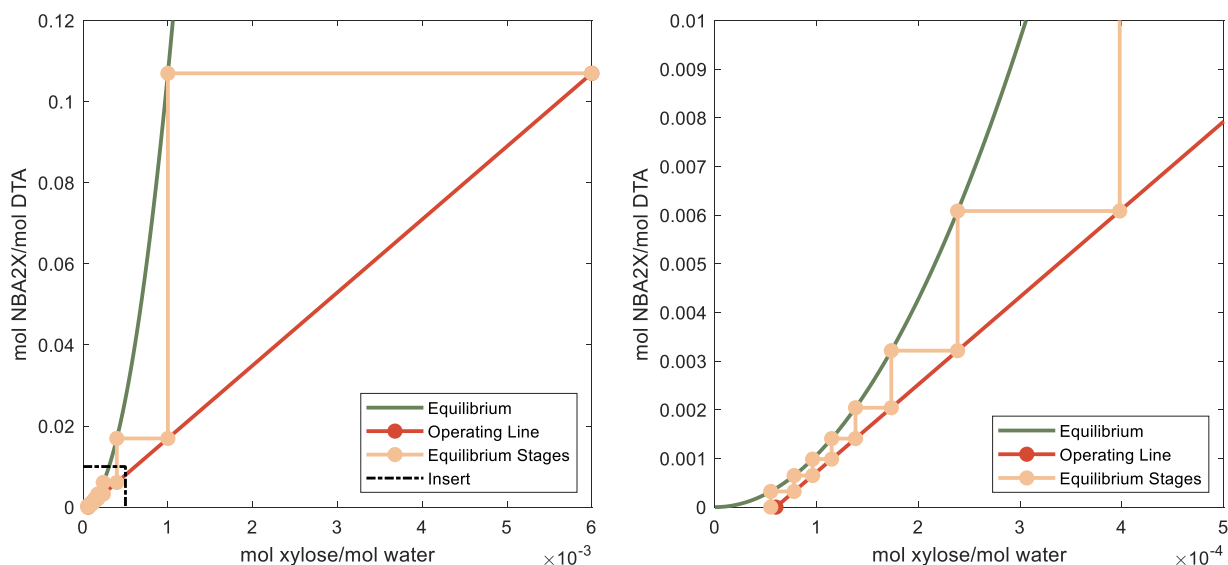 0.12
0.1
0.08
0.06
0.04
0.02
0
mol NBA2X/mol DTA
0 1 2 3 4 5 6
mol xylose/mol water
×10-3
Equilibrium
Operating Line
Equilibrium Stages
Insert
0.01
0.009
0.008
0.007
0.006
0.005
0.004
0.003
0.002
0.001
0
mol NBA2X/mol DTA
0 1 2 3 4 5
mol xylose/mol water
×10-4
Equilibrium
Operating Line
Equilibrium Stages